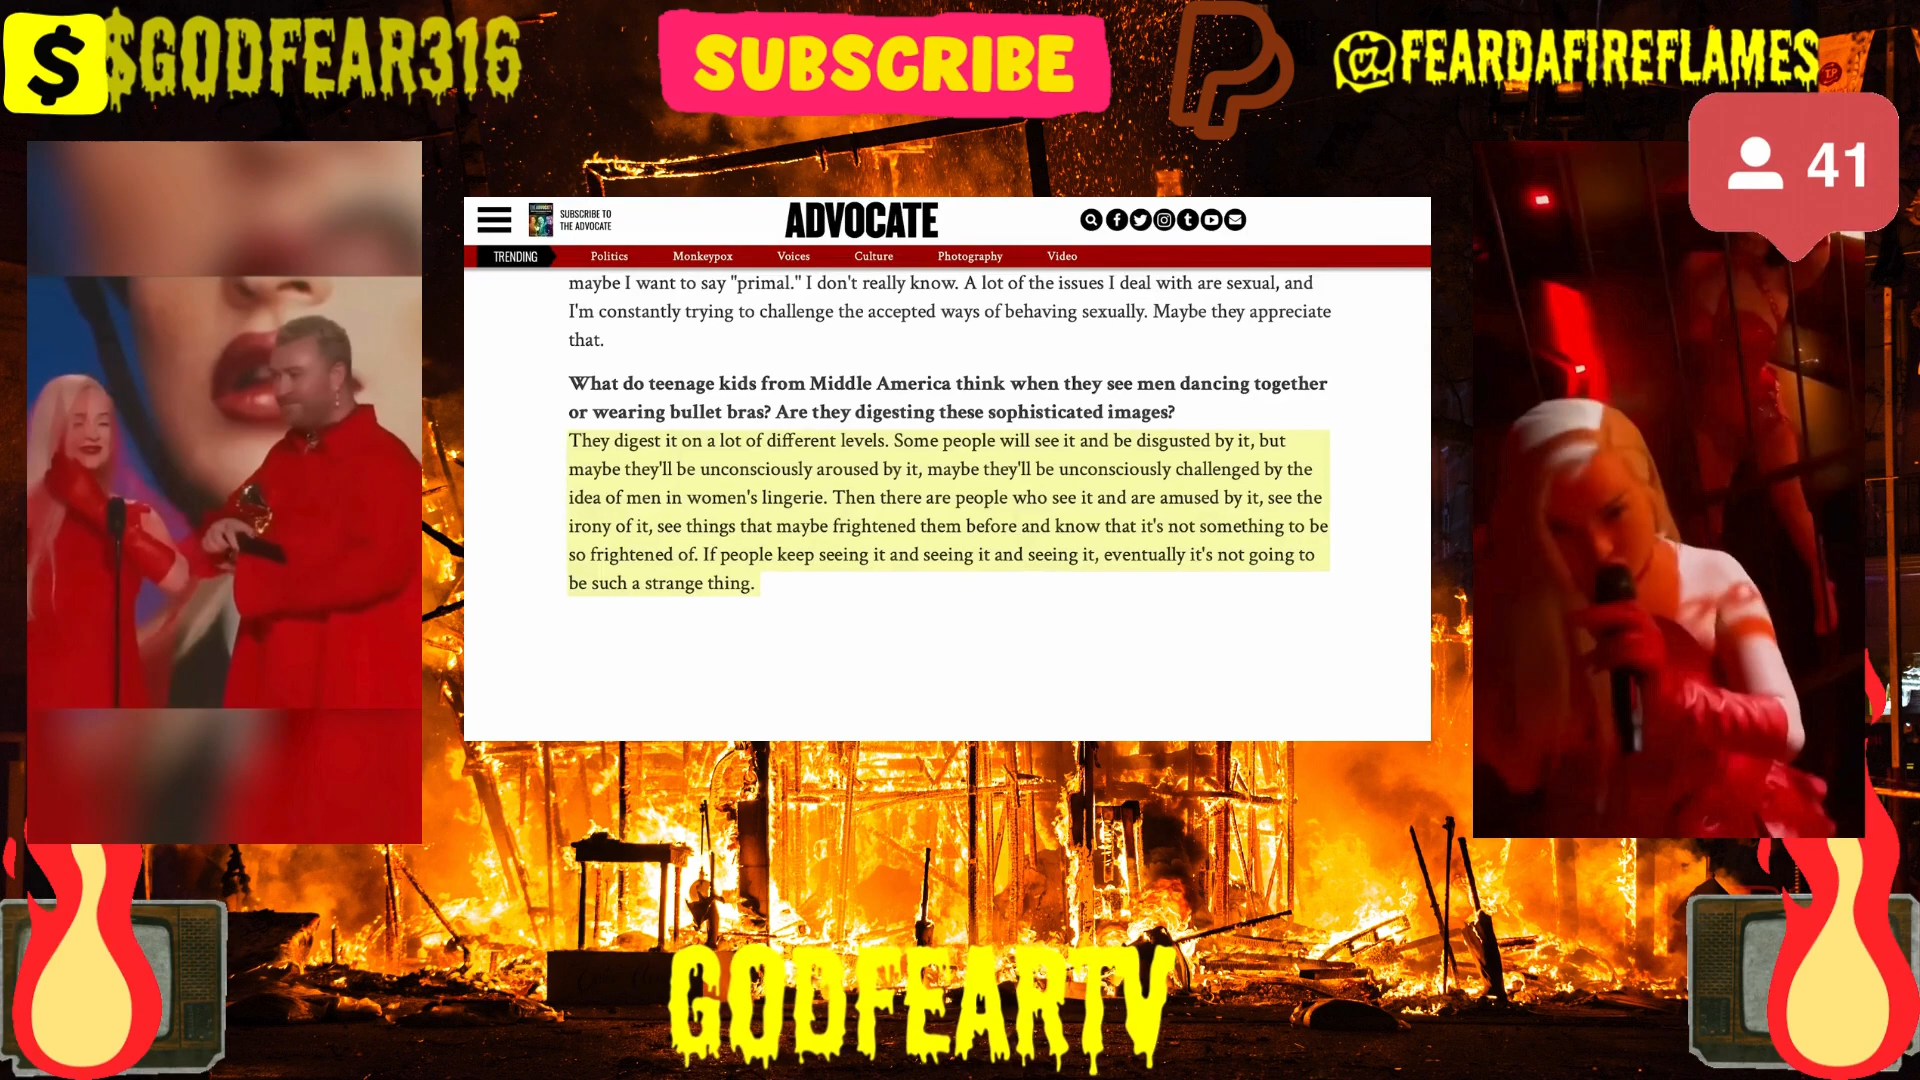 $GODFEAR316
SUBSCRIBE
@FEARDAFIREFLAMES
41
SUBSCRIBE TO
THE ADVOCATE
ADVOCATE
TRENDING
Politics
Monkeypox
Voices
Culture
Photography
Video
maybe I want to say "primal." I don't really know. A lot of the issues I deal with are sexual, and
I'm constantly trying to challenge the accepted ways of behaving sexually. Maybe they appreciate
that.
What do teenage kids from Middle America think when they see men dancing together
or wearing bullet bras? Are they digesting these sophisticated images?
They digest it on a lot of different levels. Some people will see it and be disgusted by it, but
maybe they'll be unconsciously aroused by it, maybe they'll be unconsciously challenged by the
idea of men in women's lingerie. Then there are people who see it and are amused by it, see the
irony of it, see things that maybe frightened them before and know that it's not something to be
so frightened of. If people keep seeing it and seeing it and seeing it, eventually it's not going to
be such a strange thing.
GODFEARTV